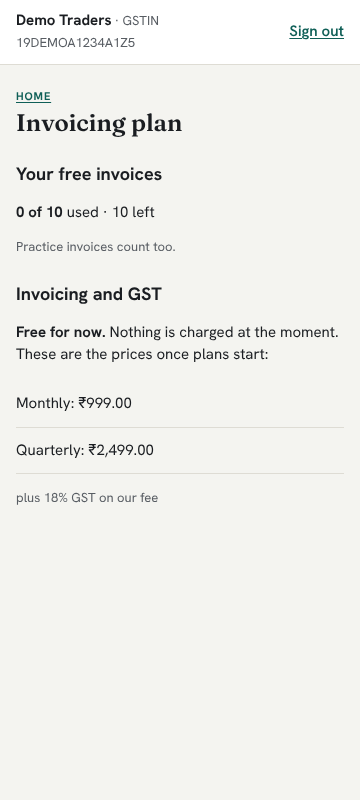 Demo Traders · GSTIN
19DEMOA1234A1Z5
Sign out
HOME
Invoicing plan
Your free invoices
0 of 10 used · 10 left
Practice invoices count too.
Invoicing and GST
Free for now. Nothing is charged at the moment.
These are the prices once plans start:
Monthly: ₹999.00
Quarterly: ₹2,499.00
plus 18% GST on our fee